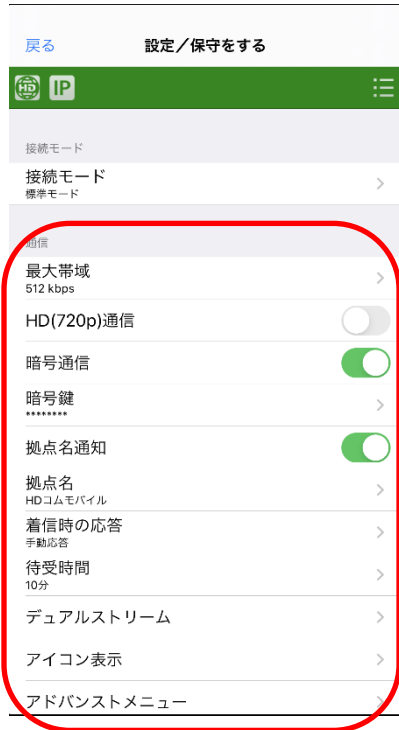 戻る 設定／保守をする
HD IP
接続モード
接続モード
標準モード
通信
最大帯域
512 kbps
HD(720p)通信
暗号通信
暗号鍵
********
拠点名通知
拠点名
HDコムモバイル
着信時の応答
手動応答
待受時間
10分
デュアルストリーム
アイコン表示
アドバンストメニュー